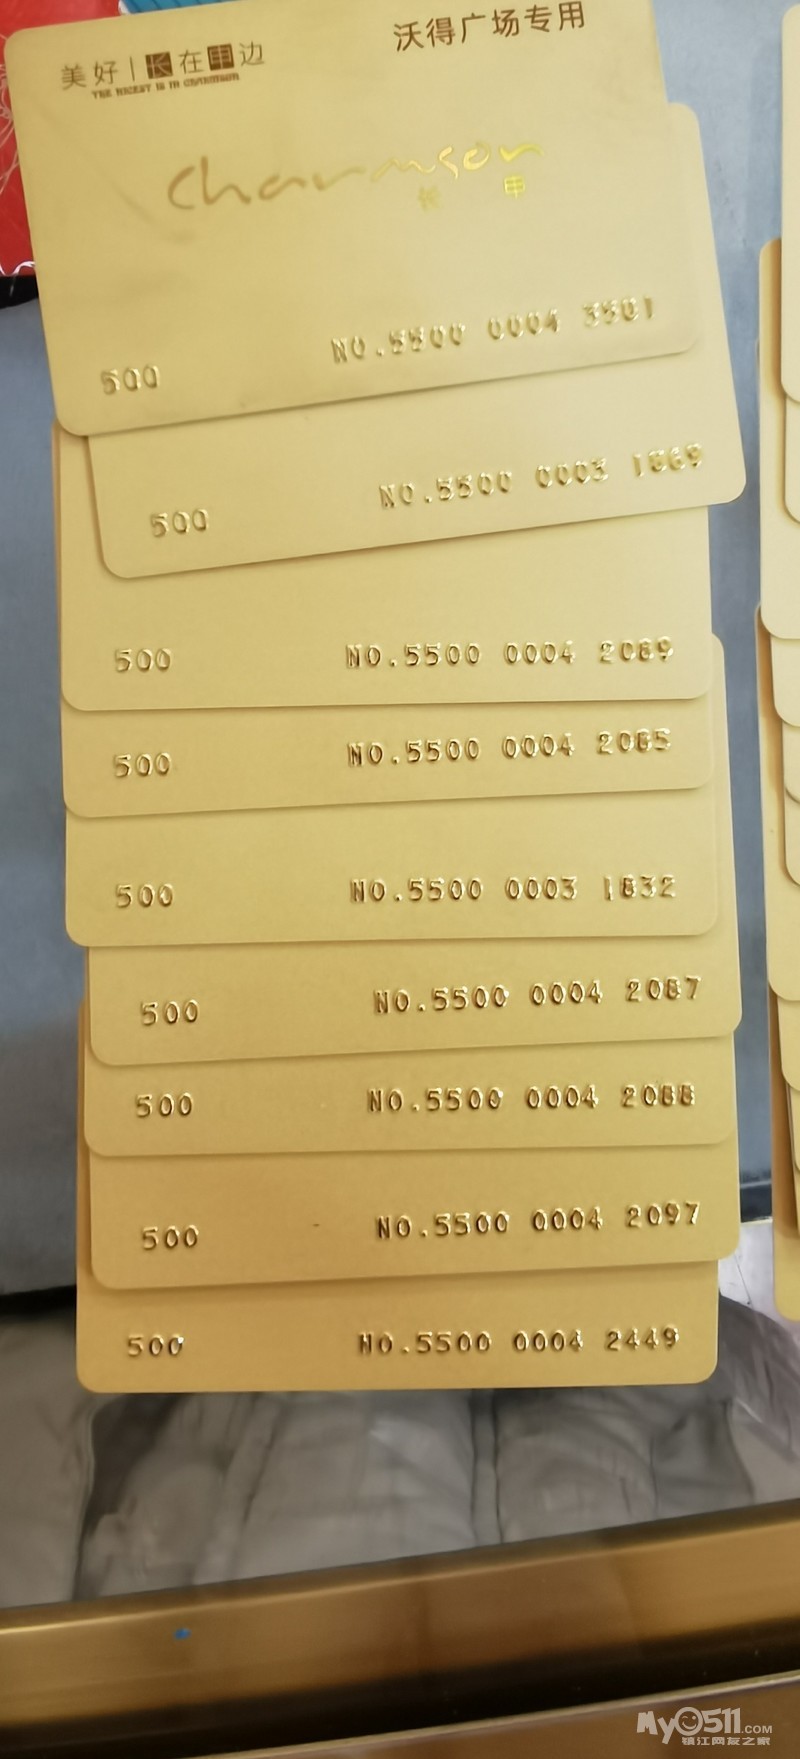 美好｜长在申边
THE NICEST IS IN CHARMSON
沃得广场专用
Charmson
长 申
500 NO.5500 0004 3501
500 NO.5500 0003 1869
500 NO.5500 0004 2089
500 NO.5500 0004 2085
500 NO.5500 0003 1832
500 NO.5500 0004 2087
500 NO.5500 0004 2088
500 NO.5500 0004 2097
500 NO.5500 0004 2449
My0511.COM
镇江网友之家